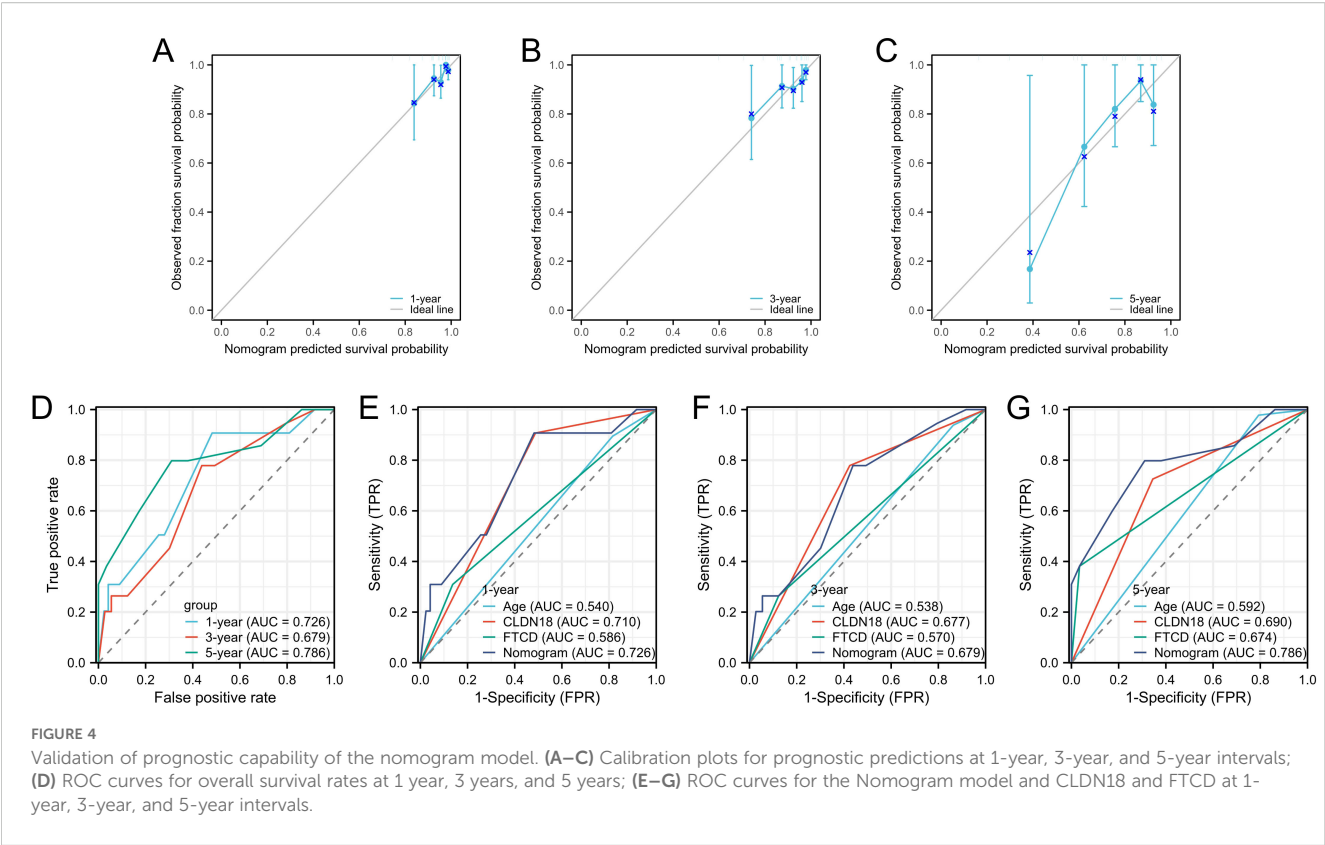 A
B
C
Observed fraction survival probability
1.0
0.8
0.6
0.4
0.2
0.0
1-year
Ideal line
0.0 0.2 0.4 0.6 0.8 1.0
Nomogram predicted survival probability
Observed fraction survival probability
1.0
0.8
0.6
0.4
0.2
0.0
3-year
Ideal line
0.0 0.2 0.4 0.6 0.8 1.0
Nomogram predicted survival probability
Observed fraction survival probability
1.0
0.8
0.6
0.4
0.2
0.0
5-year
Ideal line
0.0 0.2 0.4 0.6 0.8 1.0
Nomogram predicted survival probability
D
True positive rate
1.0
0.8
0.6
0.4
0.2
0.0
group
1-year (AUC = 0.726)
3-year (AUC = 0.679)
5-year (AUC = 0.786)
0.0 0.2 0.4 0.6 0.8 1.0
False positive rate
E
Sensitivity (TPR)
1.0
0.8
0.6
0.4
0.2
0.0
1-year
Age (AUC = 0.540)
CLDN18 (AUC = 0.710)
FTCD (AUC = 0.586)
Nomogram (AUC = 0.726)
0.0 0.2 0.4 0.6 0.8 1.0
1-Specificity (FPR)
F
Sensitivity (TPR)
1.0
0.8
0.6
0.4
0.2
0.0
3-year
Age (AUC = 0.538)
CLDN18 (AUC = 0.677)
FTCD (AUC = 0.570)
Nomogram (AUC = 0.679)
0.0 0.2 0.4 0.6 0.8 1.0
1-Specificity (FPR)
G
Sensitivity (TPR)
1.0
0.8
0.6
0.4
0.2
0.0
5-year
Age (AUC = 0.592)
CLDN18 (AUC = 0.690)
FTCD (AUC = 0.674)
Nomogram (AUC = 0.786)
0.0 0.2 0.4 0.6 0.8 1.0
1-Specificity (FPR)
FIGURE 4
Validation of prognostic capability of the nomogram model. (A–C) Calibration plots for prognostic predictions at 1-year, 3-year, and 5-year intervals;
(D) ROC curves for overall survival rates at 1 year, 3 years, and 5 years; (E–G) ROC curves for the Nomogram model and CLDN18 and FTCD at 1-
year, 3-year, and 5-year intervals.